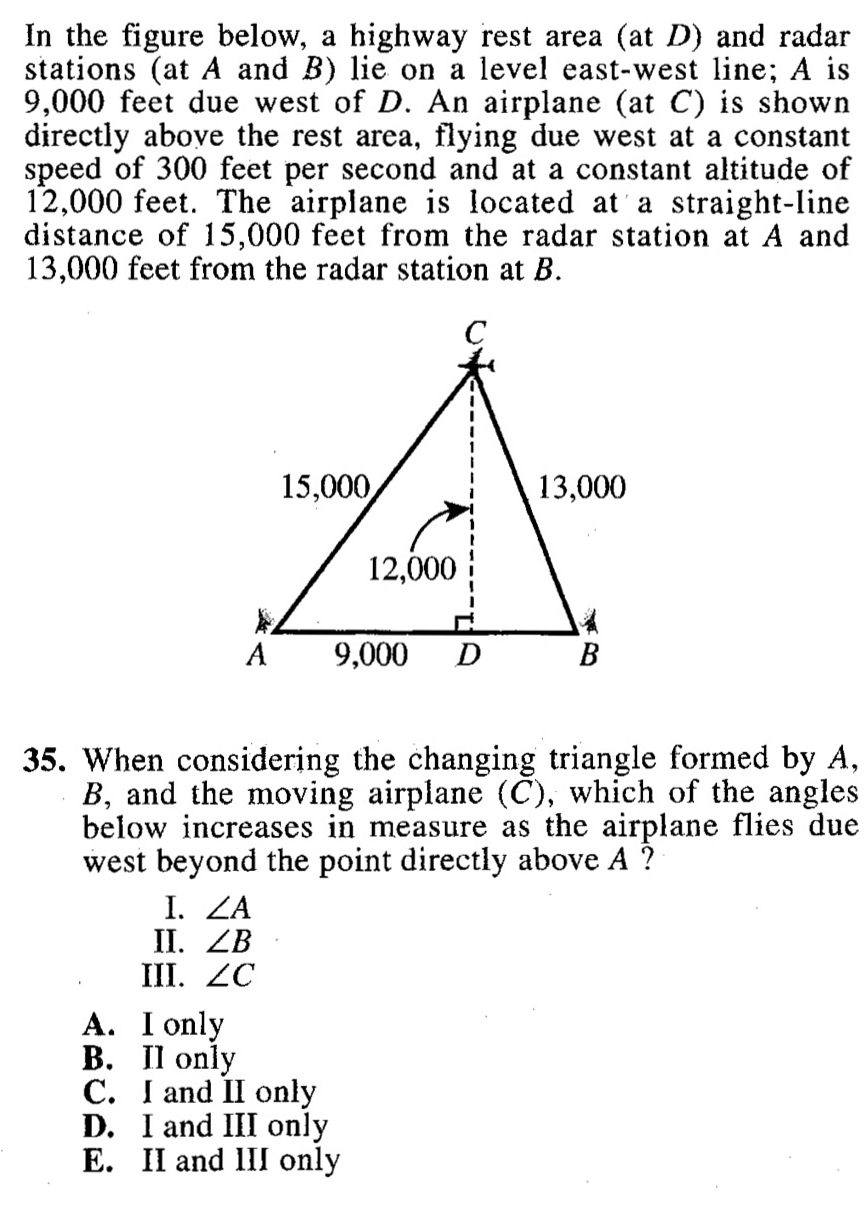 In the figure below, a highway rest area (at D) and radar
stations (at A and B) lie on a level east-west line; A is
9,000 feet due west of D. An airplane (at C) is shown
directly above the rest area, flying due west at a constant
speed of 300 feet per second and at a constant altitude of
12,000 feet. The airplane is located at a straight-line
distance of 15,000 feet from the radar station at A and
13,000 feet from the radar station at B.
C
15,000
13,000
12,000
A
9,000
D
B
35. When considering the changing triangle formed by A,
B, and the moving airplane (C), which of the angles
below increases in measure as the airplane flies due
west beyond the point directly above A ?
I. ∠A
II. ∠B
III. ∠C
A. I only
B. II only
C. I and II only
D. I and III only
E. II and III only